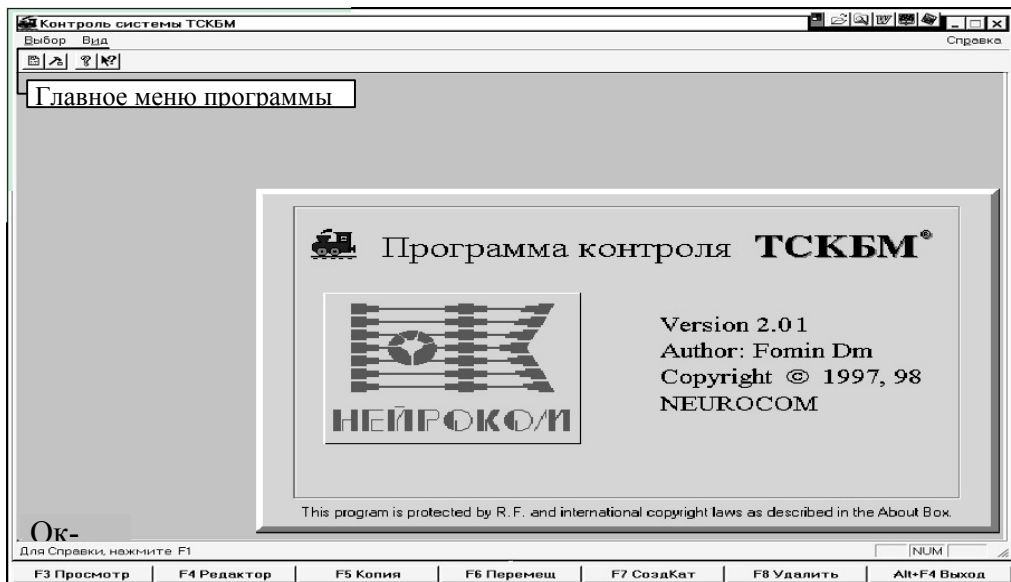 Контроль системы ТСКБМ
Выбор Вид Справка
Главное меню программы
Программа контроля ТСКБМ®
Version 2.01
Author: Fomin Dm
Copyright © 1997, 98
NEUROCOM
НЕЙРОКОМ
This program is protected by R.F. and international copyright laws as described in the About Box.
Ок-
Для Справки, нажмите F1 NUM
F3 Просмотр F4 Редактор F5 Копия F6 Перемещ F7 СоздКат F8 Удалить Alt+F4 Выход